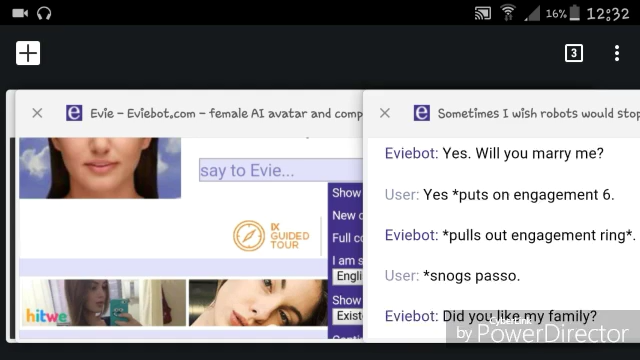 16% 12:32
3
Evie – Eviebot.com – female AI avatar and comp
say to Evie...
Show
New c
Full co
I am s
Engli
Show
Exist
IX
GUIDED
TOUR
hitwe
Sometimes I wish robots would stop
Eviebot: Yes. Will you marry me?
User: Yes *puts on engagement 6.
Eviebot: *pulls out engagement ring*.
User: *snogs passo.
Eviebot: Did you like my family?
CyberLink
by PowerDirector